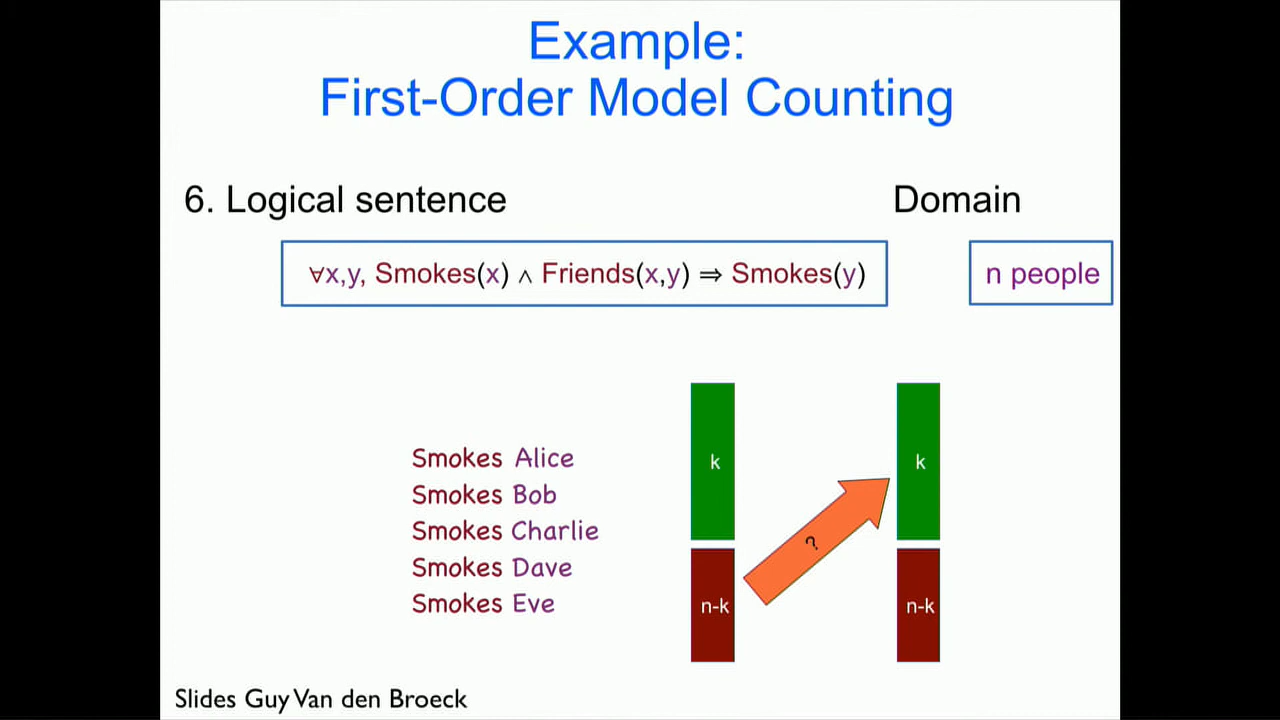 Example:
First-Order Model Counting
6. Logical sentence
Domain
∀x,y, Smokes(x) ∧ Friends(x,y) ⇒ Smokes(y)
n people
Smokes Alice
Smokes Bob
Smokes Charlie
Smokes Dave
Smokes Eve
k
k
?
n-k
n-k
Slides Guy Van den Broeck